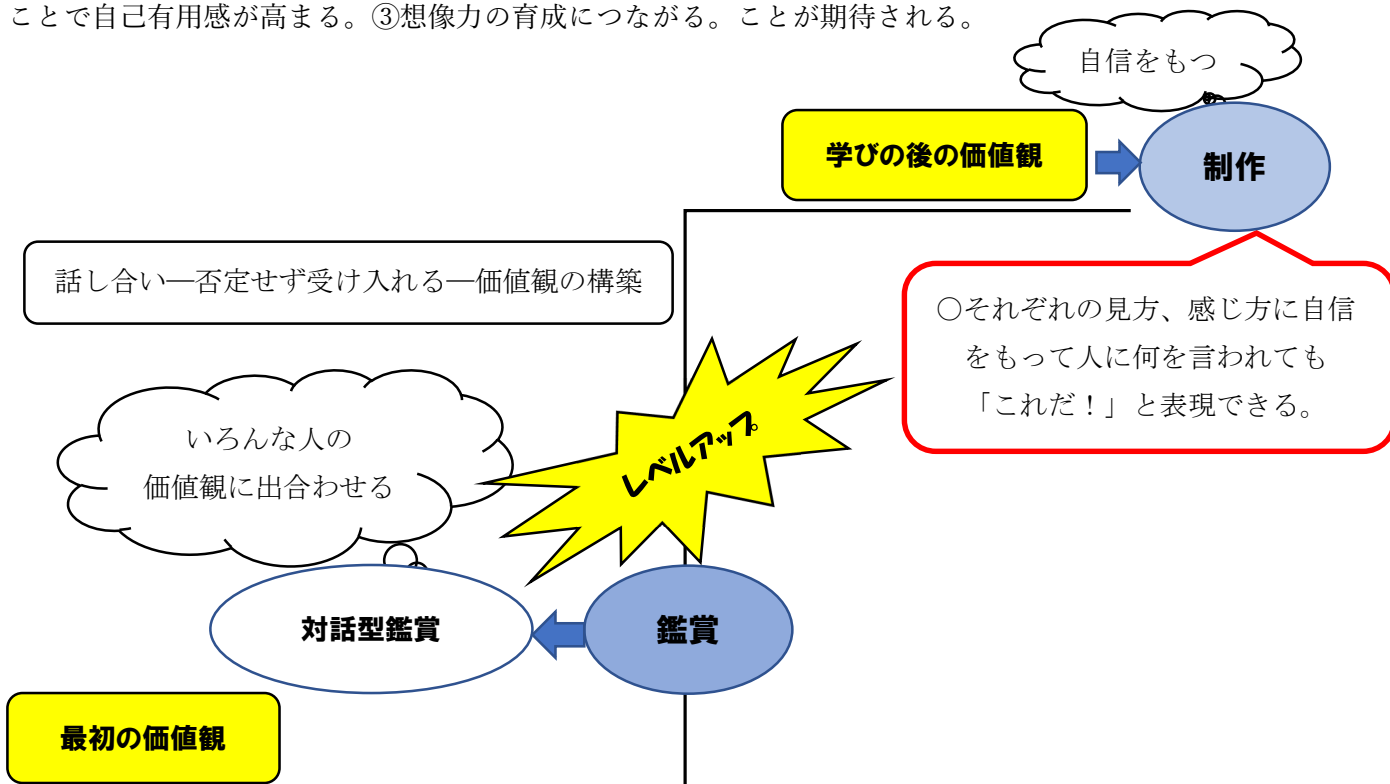 ことで自己有用感が高まる。③想像力の育成につながる。ことが期待される。
自信をもつ
学びの後の価値観
制作
話し合い―否定せず受け入れる―価値観の構築
○それぞれの見方、感じ方に自信
をもって人に何を言われても
「これだ！」と表現できる。
レベルアップ
いろんな人の
価値観に出合わせる
対話型鑑賞
鑑賞
最初の価値観